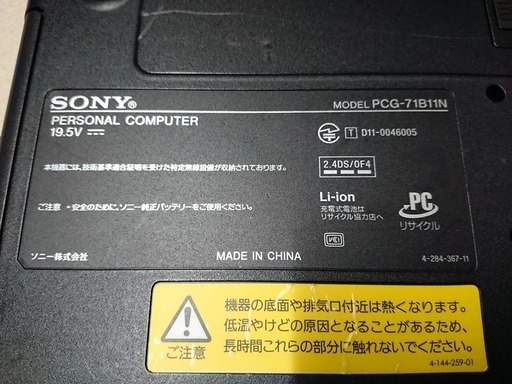 SONY®
MODEL PCG-71B11N
PERSONAL COMPUTER
19.5V
T D11-0046005
本機器には、技術基準適合証明を受けた特定無線設備が収納されております。
2.4DS/OF4
ご注意 ・安全のために、ソニー純正バッテリーをご使用ください。
Li-ion
充電式電池は
リサイクル協力店へ
PC
リサイクル
VCI
ソニー株式会社
MADE IN CHINA
4-284-367-11
機器の底面や排気口付近は熱くなります。
低温やけどの原因となることがあるため、
長時間これらの部分に触れないでください。
ご注意
4-144-259-01